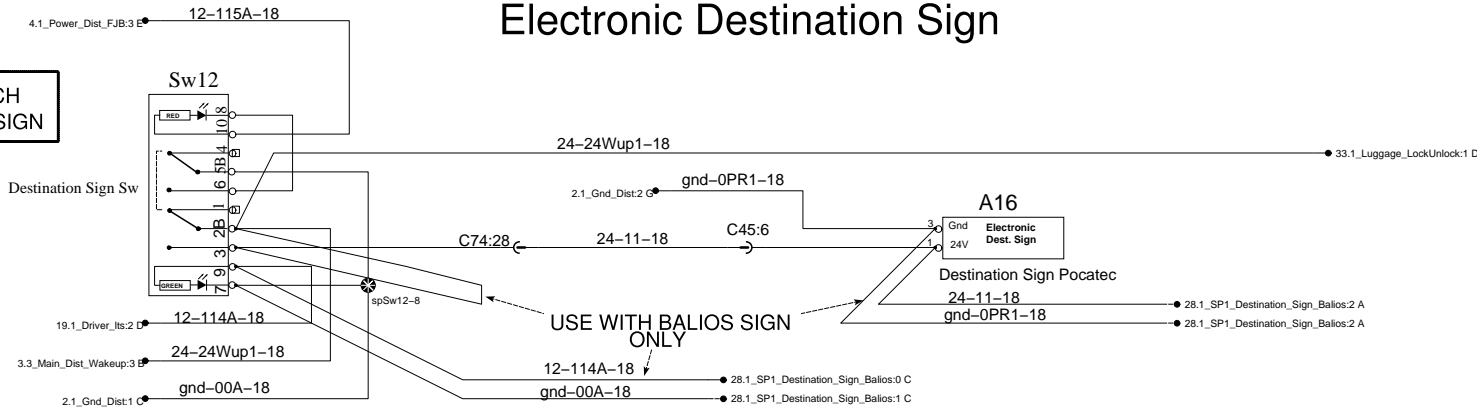 Electronic Destination Sign
4.1_Power_Dist_FJB:3 E
12-115A-18
CH
SIGN
Sw12
RED
8
10
4
5B
6
1
2B
3
9
7
GREEN
Destination Sign Sw
24-24Wup1-18
33.1_Luggage_LockUnlock:1 D
2.1_Gnd_Dist:2 G
gnd-0PR1-18
A16
3
Gnd
1
24V
Electronic
Dest. Sign
C74:28
24-11-18
C45:6
Destination Sign Pocatec
24-11-18
28.1_SP1_Destination_Sign_Balios:2 A
gnd-0PR1-18
28.1_SP1_Destination_Sign_Balios:2 A
spSw12-8
USE WITH BALIOS SIGN
ONLY
19.1_Driver_Its:2 D
12-114A-18
3.3_Main_Dist_Wakeup:3 B
24-24Wup1-18
2.1_Gnd_Dist:1 C
gnd-00A-18
12-114A-18
28.1_SP1_Destination_Sign_Balios:0 C
gnd-00A-18
28.1_SP1_Destination_Sign_Balios:1 C